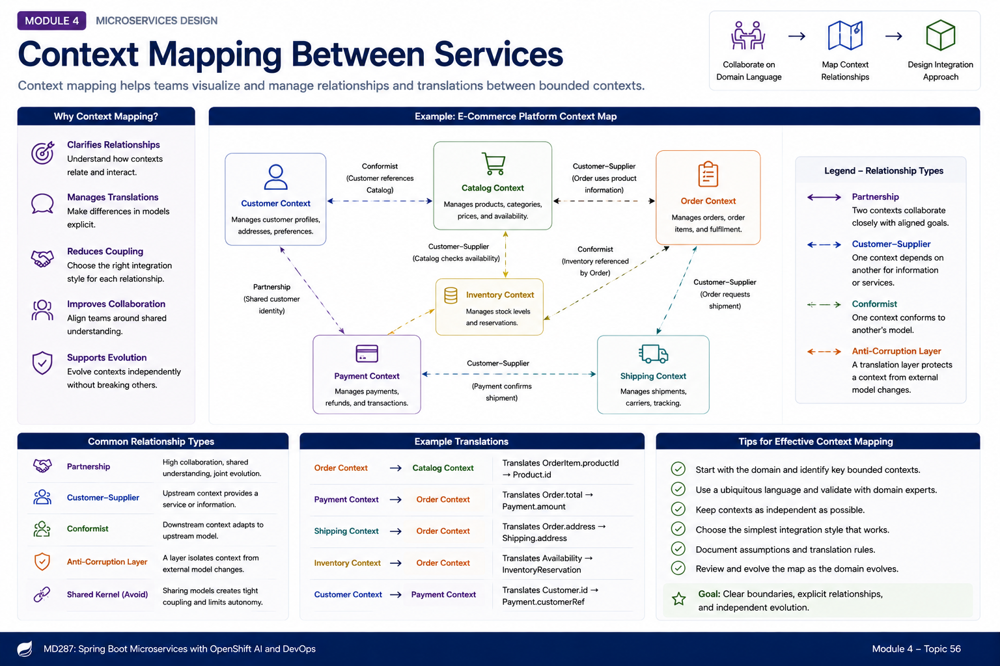 MODULE 4
MICROSERVICES DESIGN
Context Mapping Between Services
Context mapping helps teams visualize and manage relationships and translations between bounded contexts.
Collaborate on
Domain Language
Map Context
Relationships
Design Integration
Approach
Why Context Mapping?
Clarifies Relationships
Understand how contexts
relate and interact.
Manages Translations
Make differences in models
explicit.
Reduces Coupling
Choose the right integration
style for each relationship.
Improves Collaboration
Align teams around shared
understanding.
Supports Evolution
Evolve contexts independently
without breaking others.
Example: E-Commerce Platform Context Map
Customer Context
Manages customer profiles,
addresses, preferences.
Conformist
(Customer references
Catalog)
Catalog Context
Manages products, categories,
prices, and availability.
Customer–Supplier
(Order uses product
information)
Order Context
Manages orders, order
items, and fulfllment.
Customer–Supplier
(Catalog checks availability)
Conformist
(Inventory referenced
by Order)
Partnership
(Shared customer
identity)
Inventory Context
Manages stock levels
and reservations.
Customer–Supplier
(Order requests
shipment)
Payment Context
Manages payments,
refunds, and transactions.
Customer–Supplier
(Payment confirms
shipment)
Shipping Context
Manages shipments,
carriers, tracking.
Legend – Relationship Types
Partnership
Two contexts collaborate
closely with aligned goals.
Customer–Supplier
One context depends on
another for information
or services.
Conformist
One context conforms to
another's model.
Anti-Corruption Layer
A translation layer protects
a context from external
model changes.
Common Relationship Types
Partnership
High collaboration, shared
understanding, joint evolution.
Customer–Supplier
Upstream context provides a
service or information.
Conformist
Downstream context adapts to
upstream model.
Anti-Corruption Layer
A layer isolates context from
external model changes.
Shared Kernel (Avoid)
Sharing models creates tight
coupling and limits autonomy.
Example Translations
Order Context → Catalog Context
Translates OrderItem.productId
→ Product.id
Payment Context → Order Context
Translates Order.total →
Payment.amount
Shipping Context → Order Context
Translates Order.address →
Shipping.address
Inventory Context → Order Context
Translates Availability →
InventoryReservation
Customer Context → Payment Context
Translates Customer.id →
Payment.customerRef
Tips for Effective Context Mapping
Start with the domain and identify key bounded contexts.
Use a ubiquitous language and validate with domain experts.
Keep contexts as independent as possible.
Choose the simplest integration style that works.
Document assumptions and translation rules.
Review and evolve the map as the domain evolves.
Goal: Clear boundaries, explicit relationships,
and independent evolution.
MD287: Spring Boot Microservices with OpenShift AI and DevOps
Module 4 – Topic 56